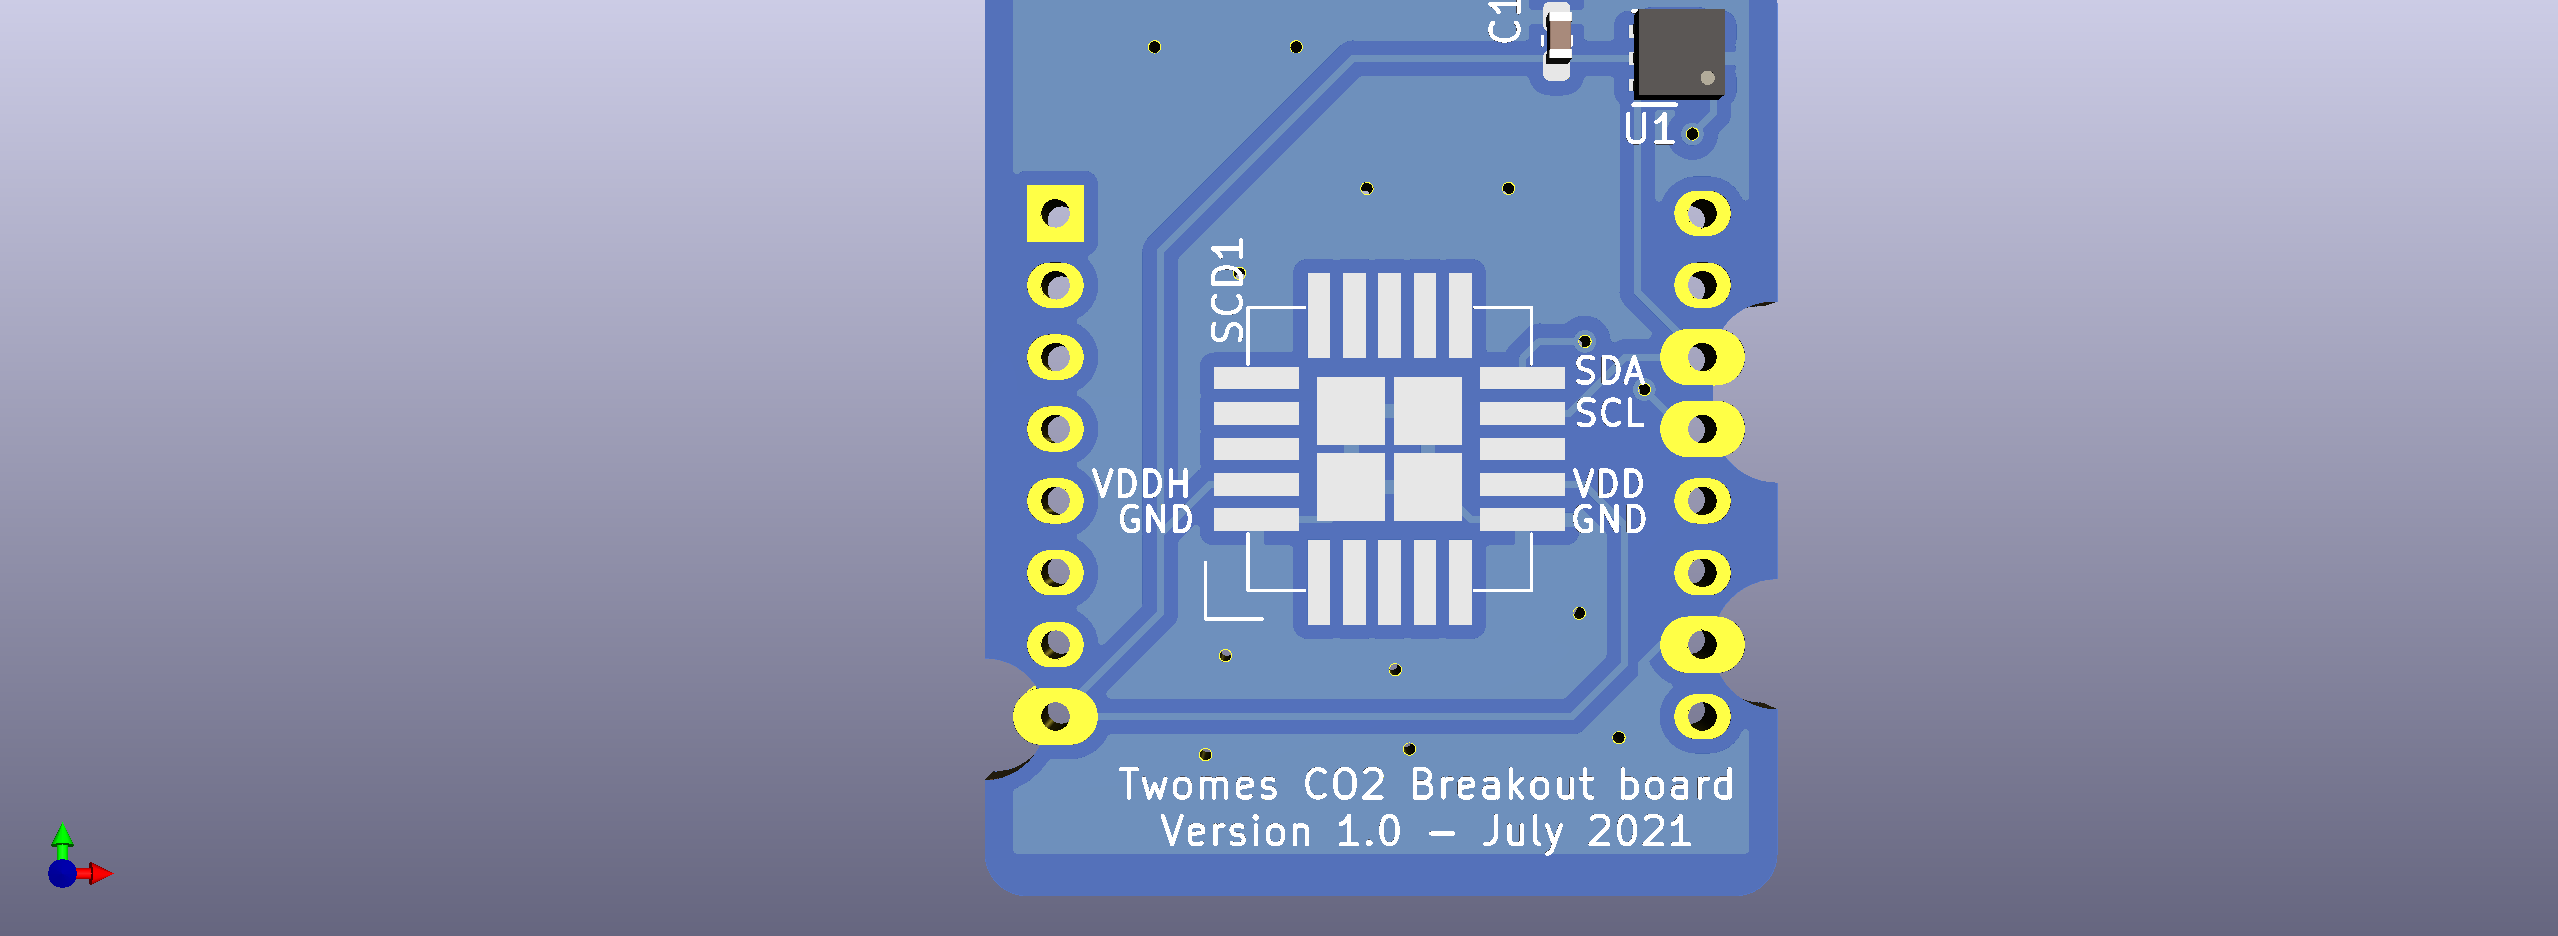 C1
U1
SCD1
SDA
SCL
VDDH
VDD
GND
GND
Twomes CO2 Breakout board
Version 1.0 – July 2021